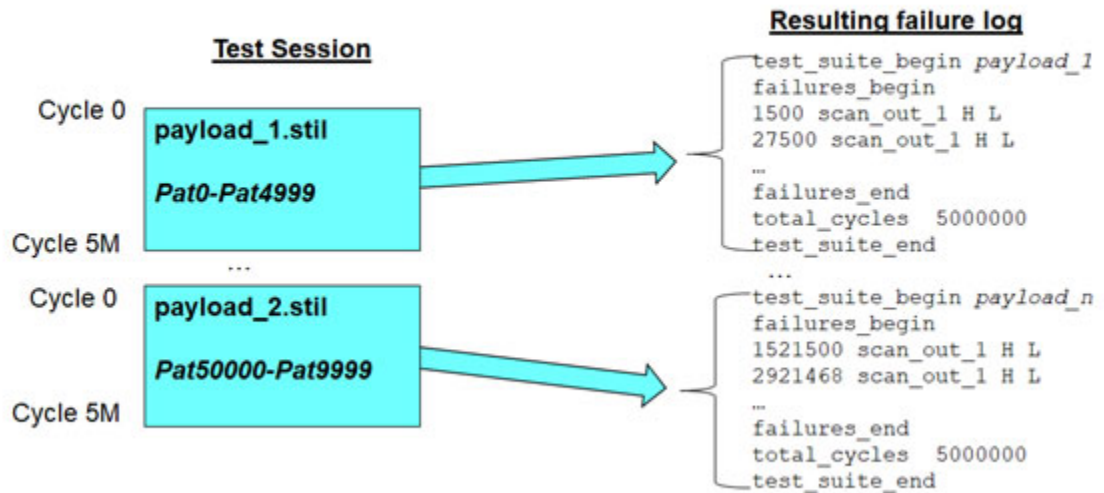 Test Session
Cycle 0
payload_1.stil
Pat0-Pat4999
Cycle 5M
...
Cycle 0
payload_2.stil
Pat50000-Pat9999
Cycle 5M
Resulting failure log
test_suite_begin payload_1
failures_begin
1500 scan_out_1 H L
27500 scan_out_1 H L
…
failures_end
total_cycles 5000000
test_suite_end
...
test_suite_begin payload_n
failures_begin
1521500 scan_out_1 H L
2921468 scan_out_1 H L
…
failures_end
total_cycles 5000000
test_suite_end